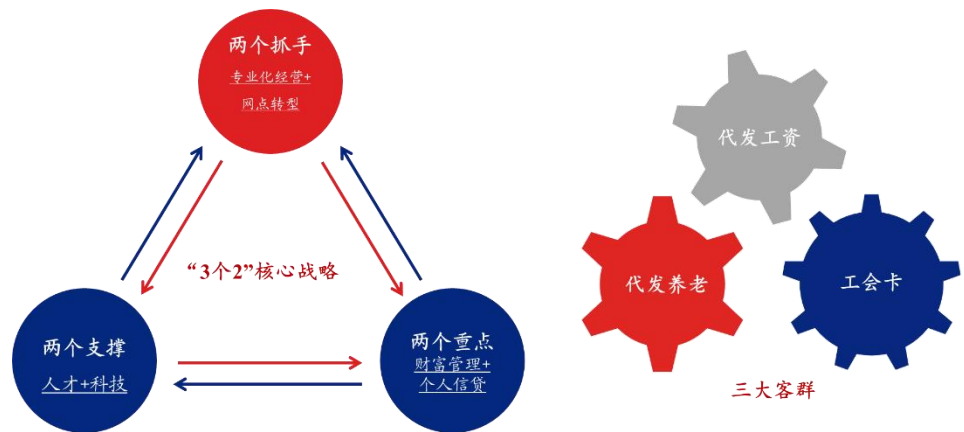 两个抓手
专业化经营+
网点转型
“3个2”核心战略
两个支撑
人才+科技
两个重点
财富管理+
个人信贷
代发工资
代发养老
工会卡
三大客群